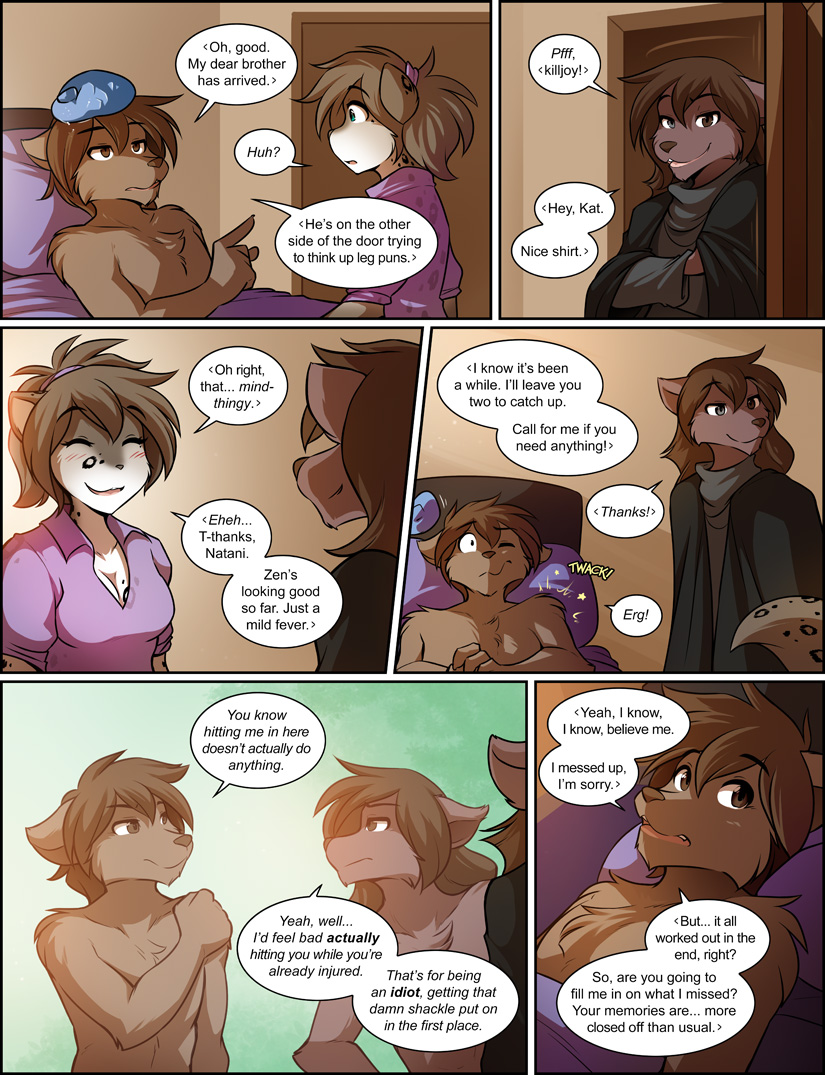 ‹Oh, good.
My dear brother
has arrived.›
Huh?
‹He's on the other
side of the door trying
to think up leg puns.›
Pfff,
‹killjoy!›
‹Hey, Kat.
Nice shirt.›
‹Oh right,
that... mind-
thingy.›
‹Eheh...
T-thanks,
Natani.
Zen's
looking good
so far. Just a
mild fever.›
‹I know it's been
a while. I'll leave you
two to catch up.
Call for me if you
need anything!›
‹Thanks!›
TWACK!
Erg!
You know
hitting me in here
doesn't actually do
anything.
Yeah, well...
I'd feel bad actually
hitting you while you're
already injured.
That's for being
an idiot, getting that
damn shackle put on
in the first place.
‹Yeah, I know,
I know, believe me.
I messed up,
I'm sorry.›
‹But... it all
worked out in the
end, right?
So, are you going to
fill me in on what I missed?
Your memories are... more
closed off than usual.›